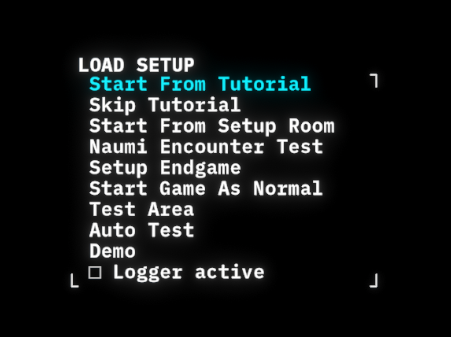 LOAD SETUP
Start From Tutorial
Skip Tutorial
Start From Setup Room
Naumi Encounter Test
Setup Endgame
Start Game As Normal
Test Area
Auto Test
Demo
Logger active